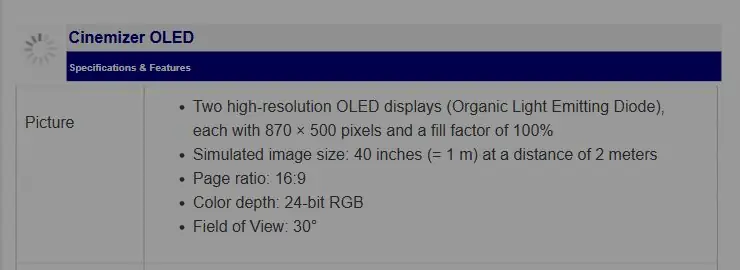 Cinemizer OLED
Specifications & Features
Picture
• Two high-resolution OLED displays (Organic Light Emitting Diode),
each with 870 × 500 pixels and a fill factor of 100%
• Simulated image size: 40 inches (= 1 m) at a distance of 2 meters
• Page ratio: 16:9
• Color depth: 24-bit RGB
• Field of View: 30°